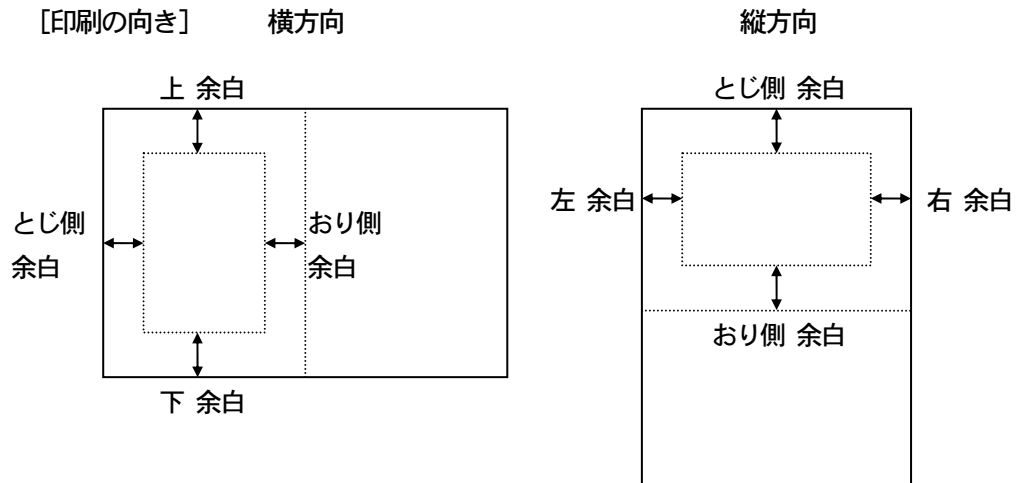 ［印刷の向き］ 横方向 縦方向
上 余白
とじ側 余白
左 余白
右 余白
とじ側
余白
おり側
余白
おり側 余白
下 余白